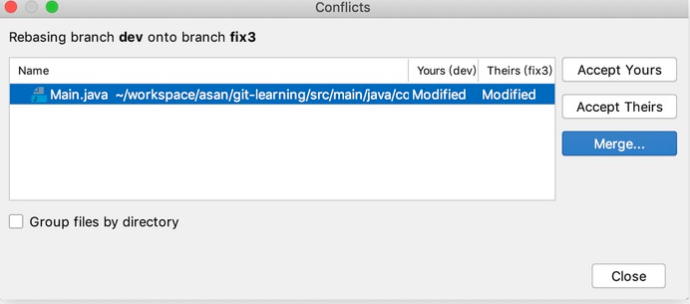 Conflicts
Rebasing branch dev onto branch fix3
Name Yours (dev) Theirs (fix3)
Main.java ~/workspace/asan/git-learning/src/main/java/cc Modified Modified
Accept Yours
Accept Theirs
Merge...
Group files by directory
Close